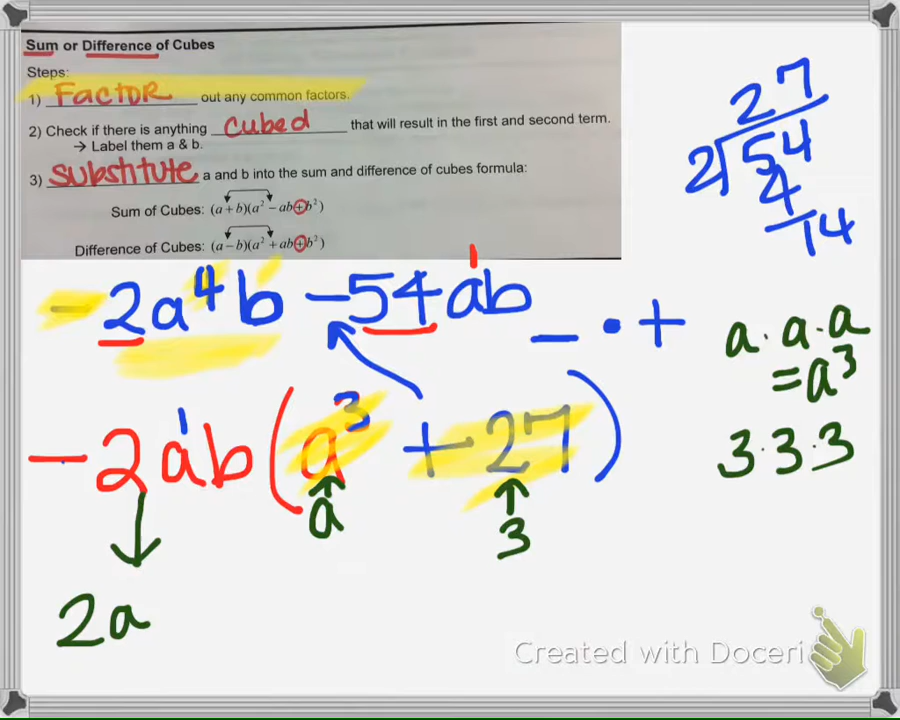 Sum or Difference of Cubes
Steps:
1) Factor out any common factors.
2) Check if there is anything cubed that will result in the first and second term.
→ Label them a & b.
3) Substitute a and b into the sum and difference of cubes formula:
Sum of Cubes: (a + b)(a² − ab + b²)
Difference of Cubes: (a − b)(a² + ab + b²)
27
2 54
4
14
1
−2a⁴b −54ab
− • +
a·a·a
=a³
−2a¹b(a³ +27)
3·3·3
a
3
2a
Created with Doceri